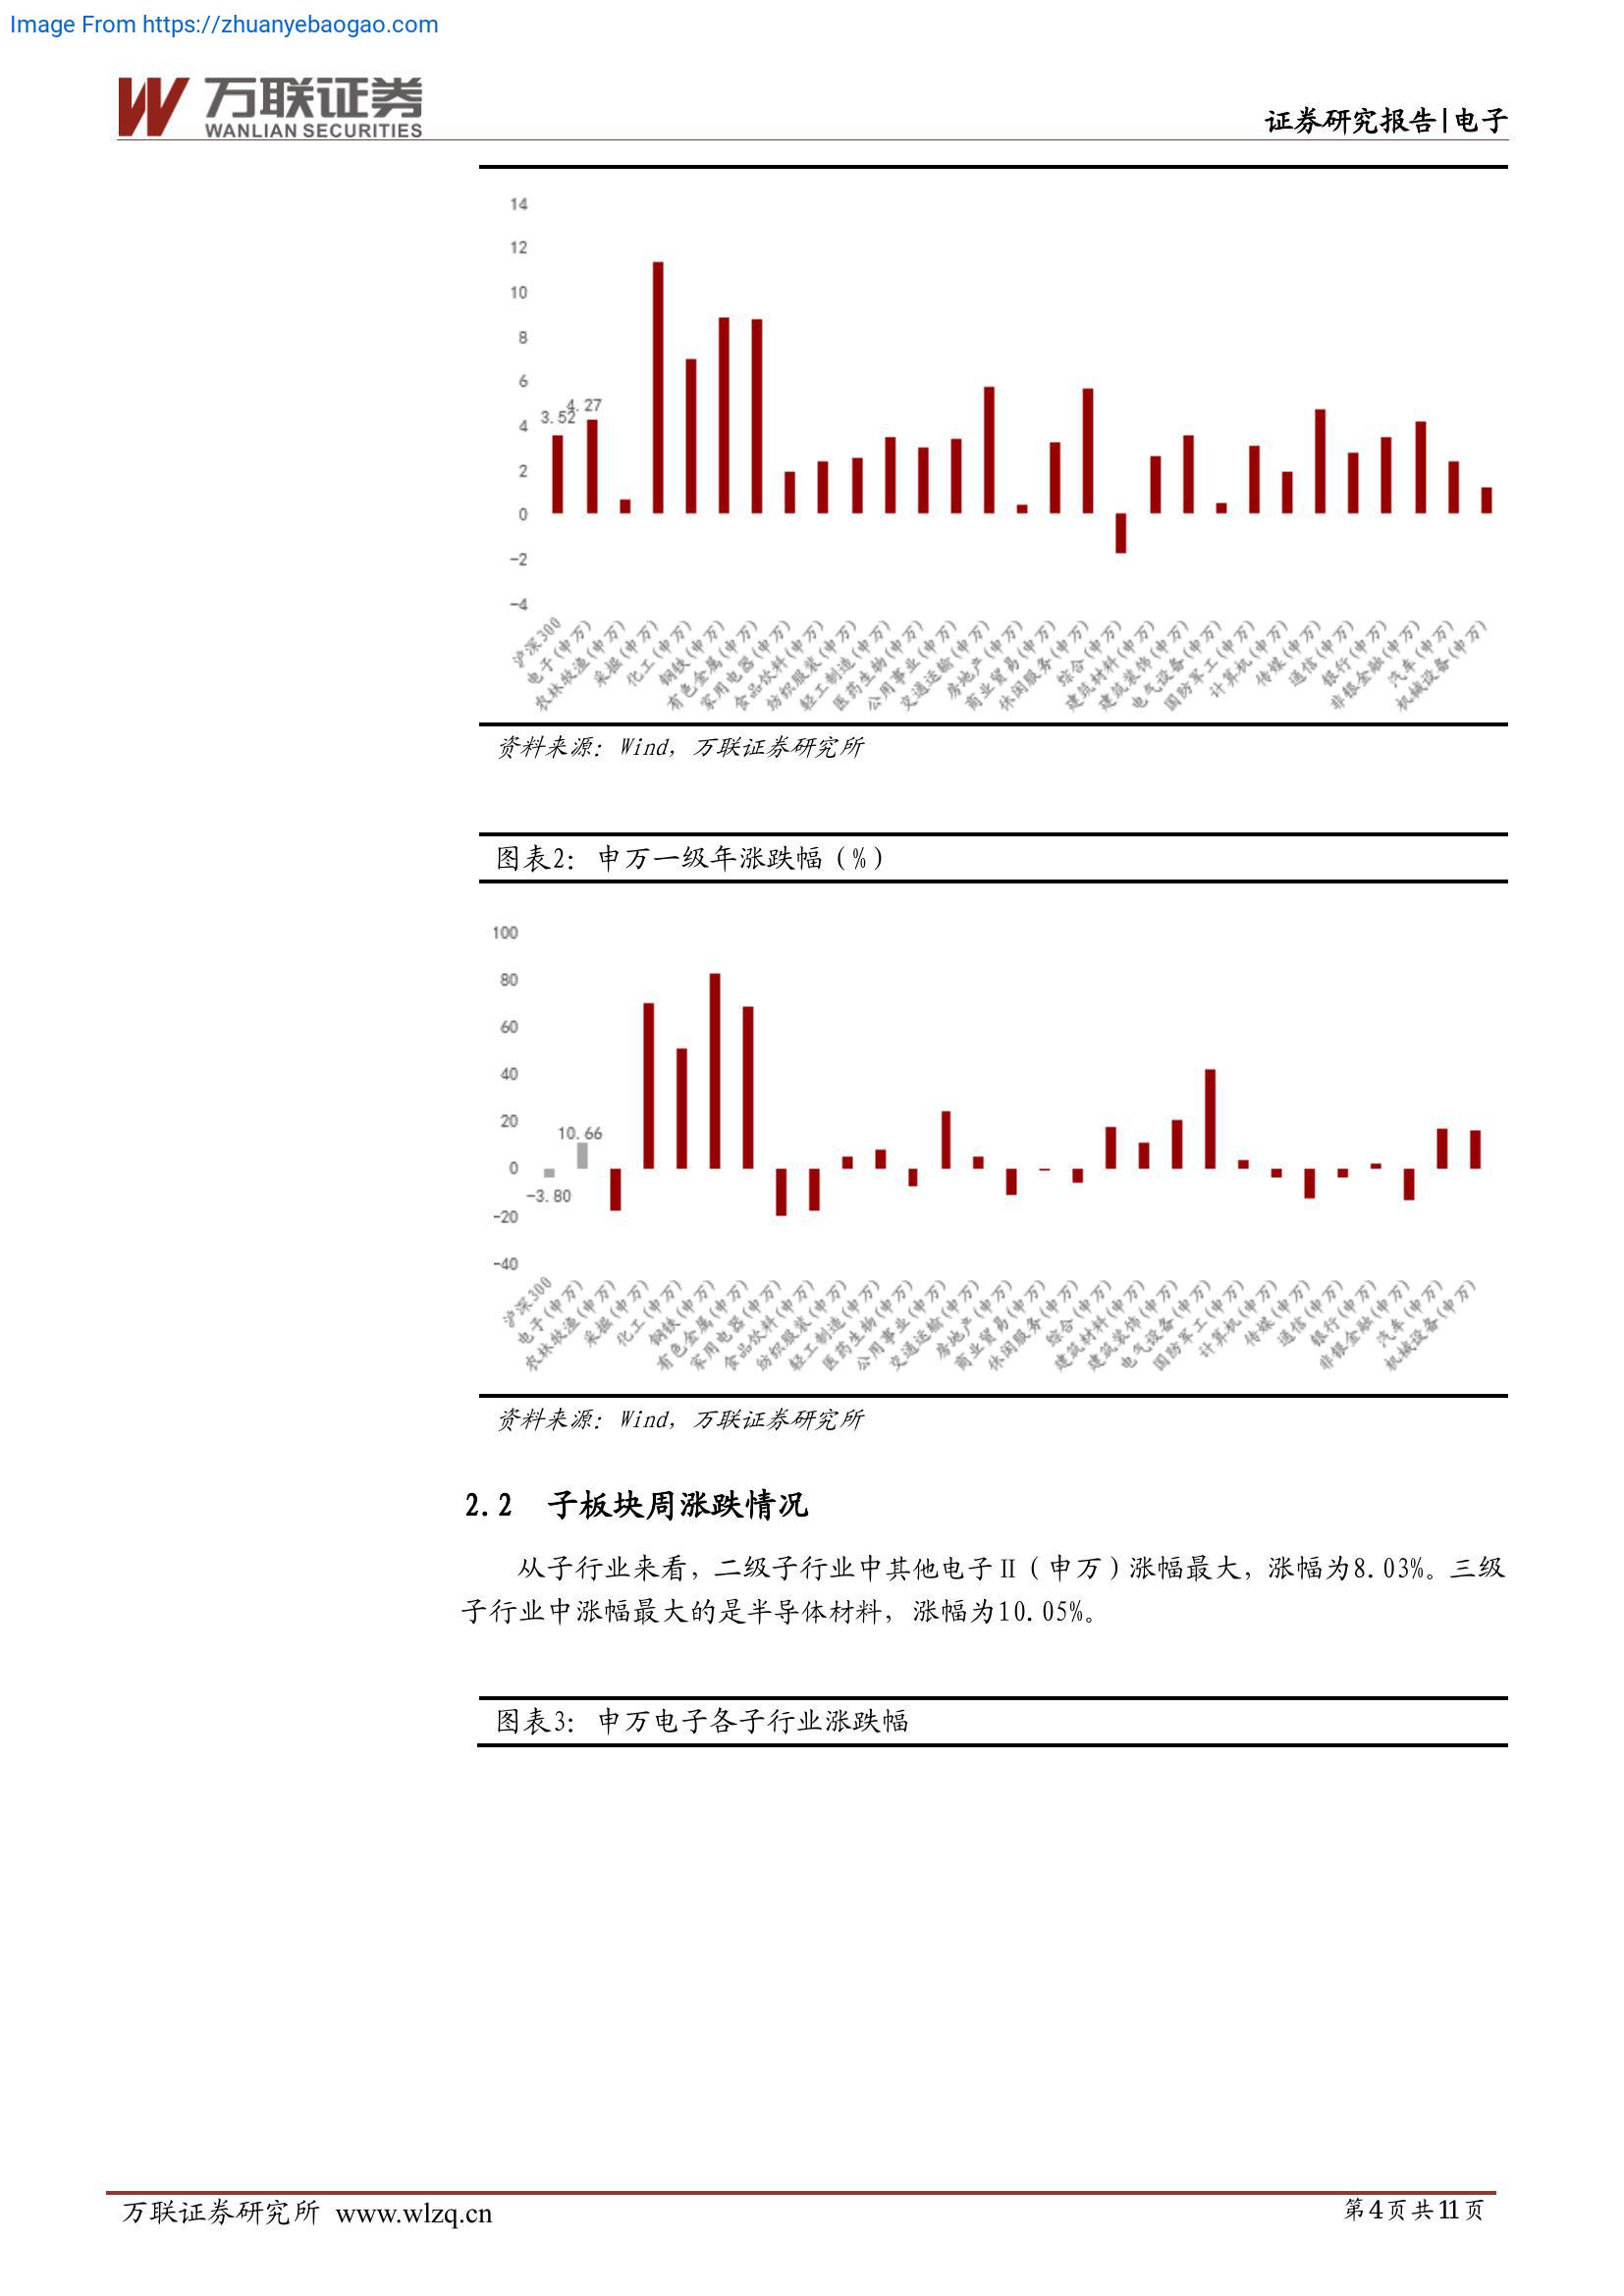 Image From https://zhuanyebaogao.com
万联证券
WANLIAN SECURITIES
证券研究报告|电子
14
12
10
8
6
4
2
0
-2
-4
3.52
4.27
沪深300
电子(申万)
农林牧渔(申万)
采掘(申万)
化工(申万)
钢铁(申万)
有色金属(申万)
家用电器(申万)
食品饮料(申万)
纺织服装(申万)
轻工制造(申万)
医药生物(申万)
公用事业(申万)
交通运输(申万)
房地产(申万)
商业贸易(申万)
休闲服务(申万)
综合(申万)
建筑材料(申万)
建筑装饰(申万)
电气设备(申万)
国防军工(申万)
计算机(申万)
传媒(申万)
通信(申万)
银行(申万)
非银金融(申万)
汽车(申万)
机械设备(申万)
资料来源：Wind，万联证券研究所
图表2：申万一级年涨跌幅（%）
100
80
60
40
20
0
-20
-40
-3.80
10.66
沪深300
电子(申万)
农林牧渔(申万)
采掘(申万)
化工(申万)
钢铁(申万)
有色金属(申万)
家用电器(申万)
食品饮料(申万)
纺织服装(申万)
轻工制造(申万)
医药生物(申万)
公用事业(申万)
交通运输(申万)
房地产(申万)
商业贸易(申万)
休闲服务(申万)
综合(申万)
建筑材料(申万)
建筑装饰(申万)
电气设备(申万)
国防军工(申万)
计算机(申万)
传媒(申万)
通信(申万)
银行(申万)
非银金融(申万)
汽车(申万)
机械设备(申万)
资料来源：Wind，万联证券研究所
2.2 子板块周涨跌情况
从子行业来看，二级子行业中其他电子Ⅱ（申万）涨幅最大，涨幅为8.03%。三级
子行业中涨幅最大的是半导体材料，涨幅为10.05%。
图表3：申万电子各子行业涨跌幅
万联证券研究所 www.wlzq.cn
第4页共11页